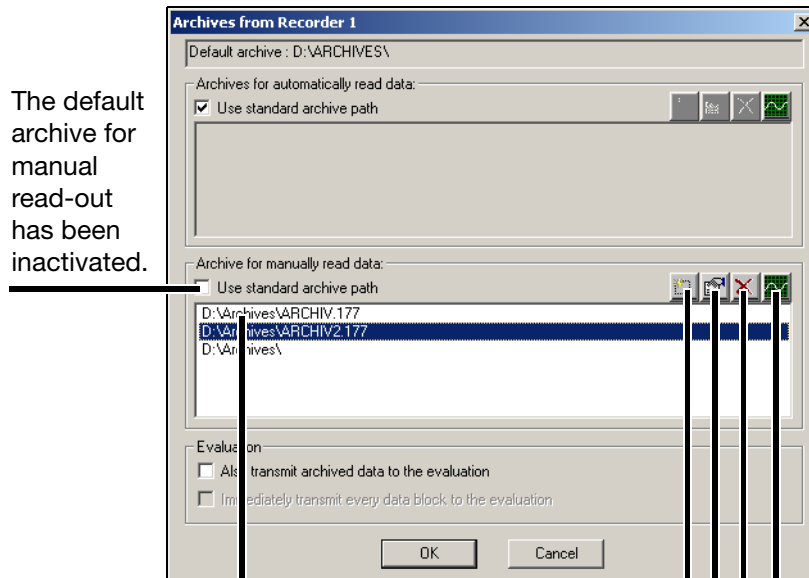 Archives from Recorder 1
Default archive : D:\ARCHIVES\
The default
archive for
manual
read-out
has been
inactivated.
Archives for automatically read data:
Use standard archive path
Archive for manually read data:
Use standard archive path
D:\Archives\ARCHIV.177
D:\Archives\ARCHIV2.177
D:\Archives\
Evaluation
Also transmit archived data to the evaluation
Immediately transmit every data block to the evaluation
OK
Cancel